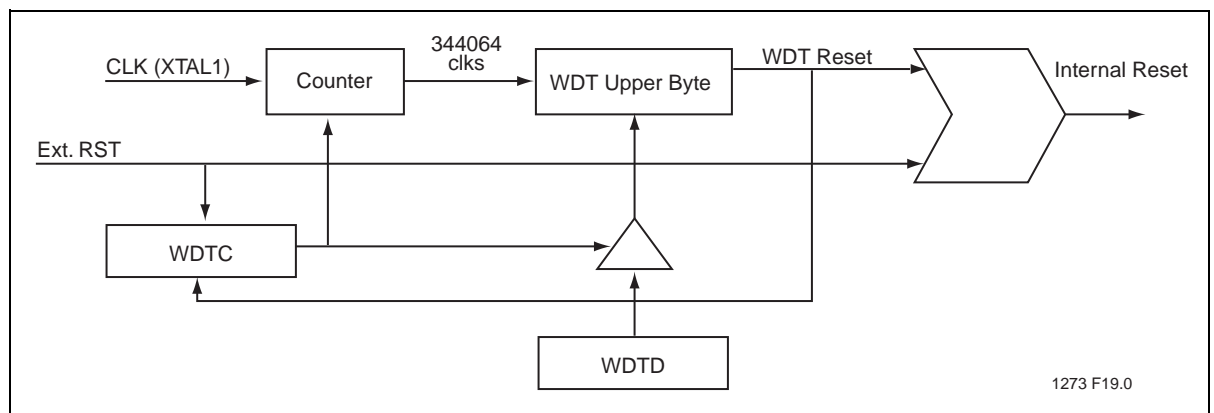 344064
clks
CLK (XTAL1)
Counter
WDT Upper Byte
WDT Reset
Internal Reset
Ext. RST
WDTC
WDTD
1273 F19.0